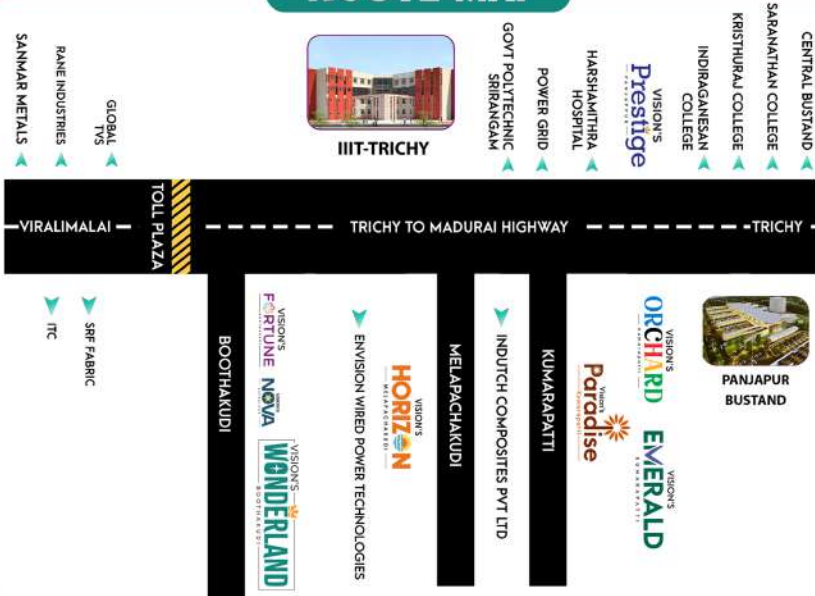 SANMAR METALS
RANE INDUSTRIES
GLOBAL
TVS
IIIT-TRICHY
GOVT POLYTECHNIC
SRIRANGAM
POWER GRID
HARSHAMITHRA
HOSPITAL
VISION'S
Prestige
PANJAPPUR
INDIRAGANESAN
COLLEGE
KRISTHURAJ COLLEGE
SARANATHAN COLLEGE
CENTRAL BUSTAND
VIRALIMALAI
TOLL PLAZA
TRICHY TO MADURAI HIGHWAY
TRICHY
ITC
SRF FABRIC
BOOTHAKUDI
VISION'S
FORTUNE
NOVA
VISION'S
WONDERLAND
BOOTHAKUDI
ENVISION WIRED POWER TECHNOLOGIES
VISION'S
HORIZON
MELAPACHAKUDI
MELAPACHAKUDI
INDUTCH COMPOSITES PVT LTD
KUMARAPATTI
Vision's
Paradise
Kumarapatti
VISION'S
ORCHARD
Kumarapatti
VISION'S
EMERALD
KUMARAPATTI
PANJAPUR
BUSTAND